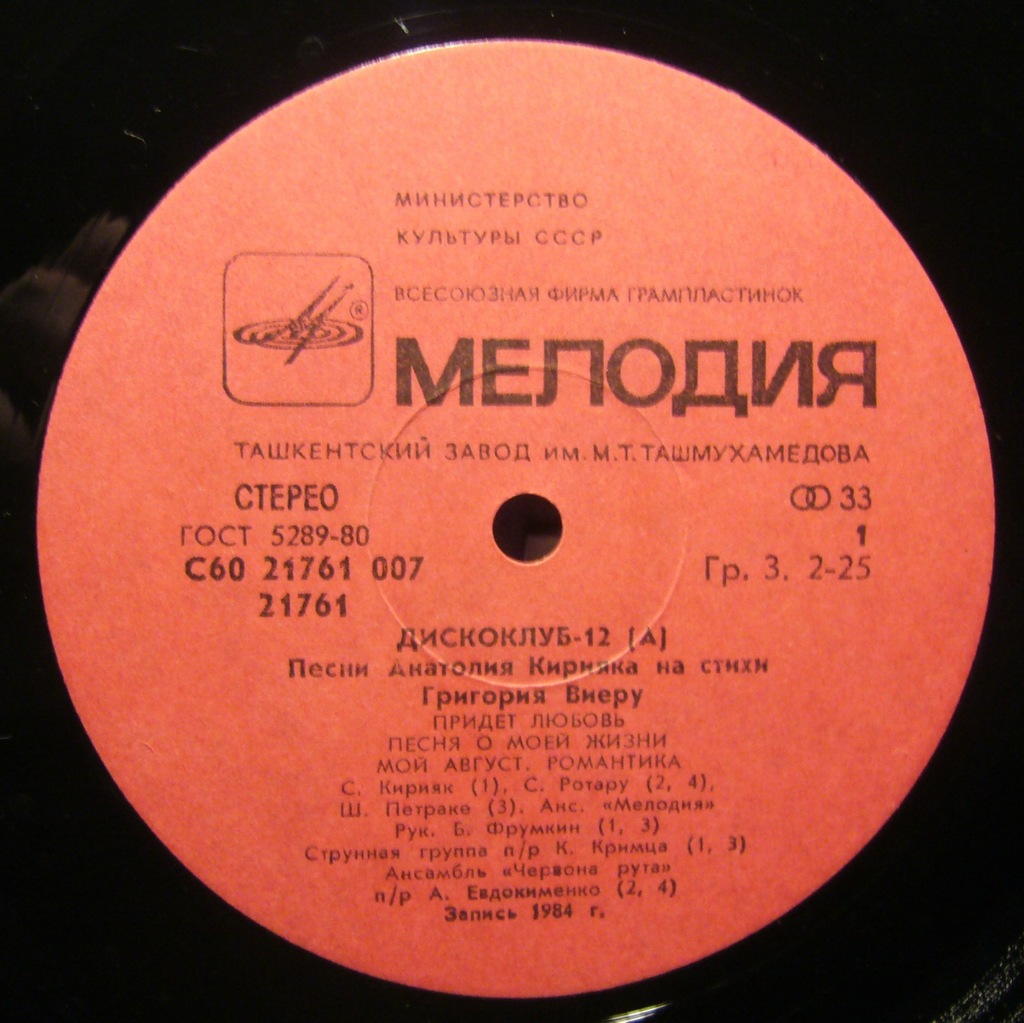 МИНИСТЕРСТВО
КУЛЬТУРЫ СССР
ВСЕСОЮЗНАЯ ФИРМА ГРАМПЛАСТИНОК
®
МЕЛОДИЯ
ТАШКЕНТСКИЙ ЗАВОД ИМ. М.Т. ТАШМУХАМЕДОВА
СТЕРЕО 33
ГОСТ 5289-80 1
С60 21761 007 Гр. 3. 2-25
21761
ДИСКОКЛУБ-12 (А)
Песни Анатолия Кирияка на стихи
Григория Виеру
ПРИДЕТ ЛЮБОВЬ
ПЕСНЯ О МОЕЙ ЖИЗНИ
МОЙ АВГУСТ. РОМАНТИКА
С. Кирияк (1), С. Ротару (2, 4),
Ш. Петраке (3). Анс. «Мелодия»
Рук. Б. Фрумкин (1, 3)
Струнная группа п/р К. Кримца (1, 3)
Ансамбль «Червона рута»
п/р А. Евдокименко (2, 4)
Запись 1984 г.